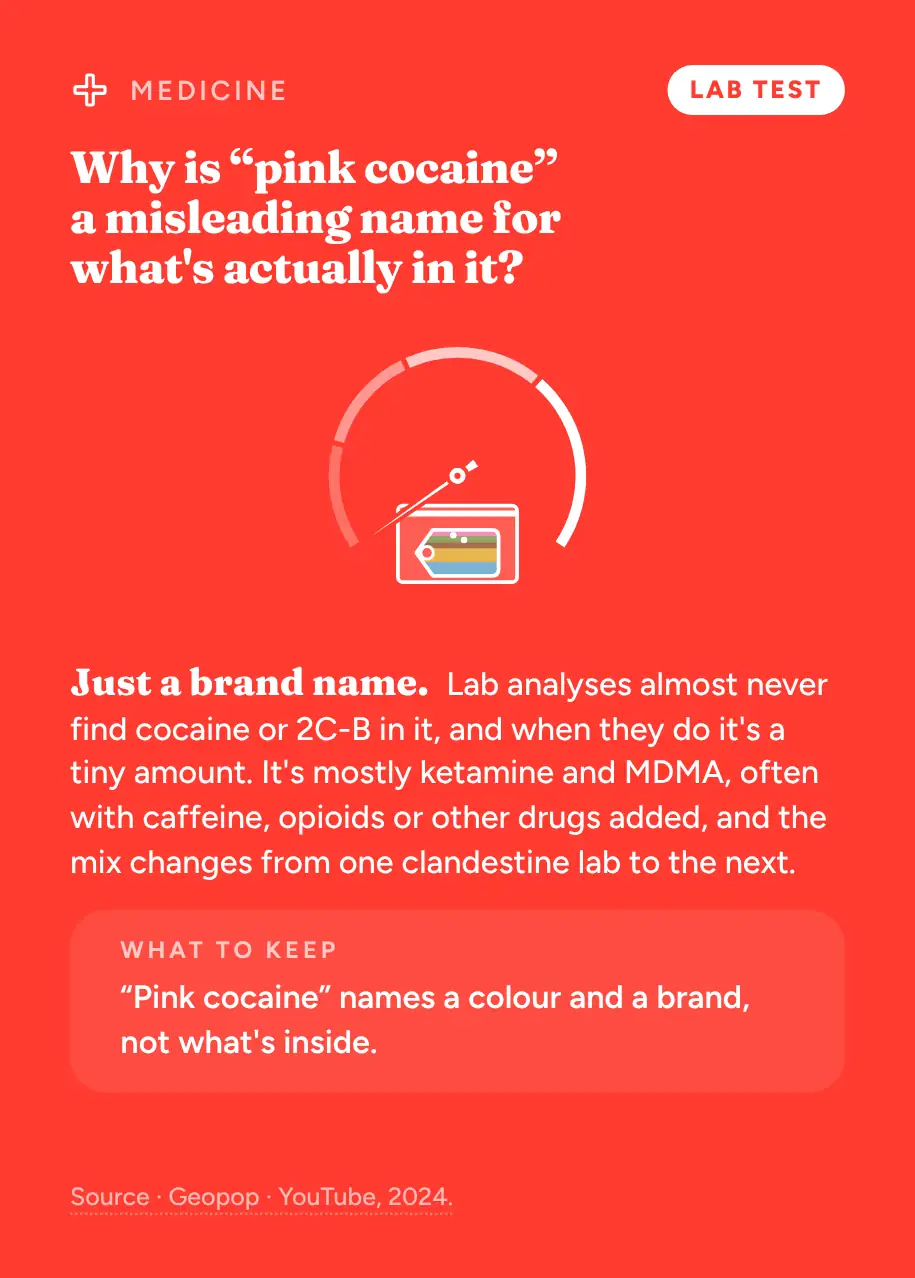 MEDICINE
LAB TEST
Why is “pink cocaine”
a misleading name for
what's actually in it?
Just a brand name. Lab analyses almost never
find cocaine or 2C-B in it, and when they do it's a
tiny amount. It's mostly ketamine and MDMA, often
with caffeine, opioids or other drugs added, and the
mix changes from one clandestine lab to the next.
WHAT TO KEEP
“Pink cocaine” names a colour and a brand,
not what's inside.
Source · Geopop · YouTube, 2024.